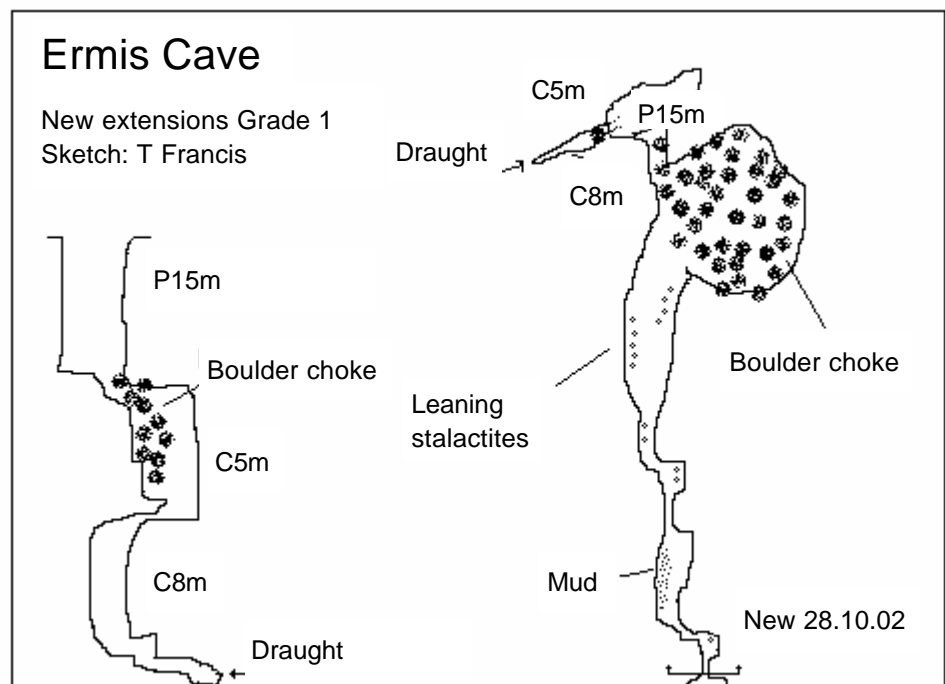 Ermis Cave
New extensions Grade 1
Sketch: T Francis
C5m
P15m
Draught
C8m
P15m
Boulder choke
Boulder choke
Leaning
stalactites
C5m
C8m
Mud
New 28.10.02
Draught